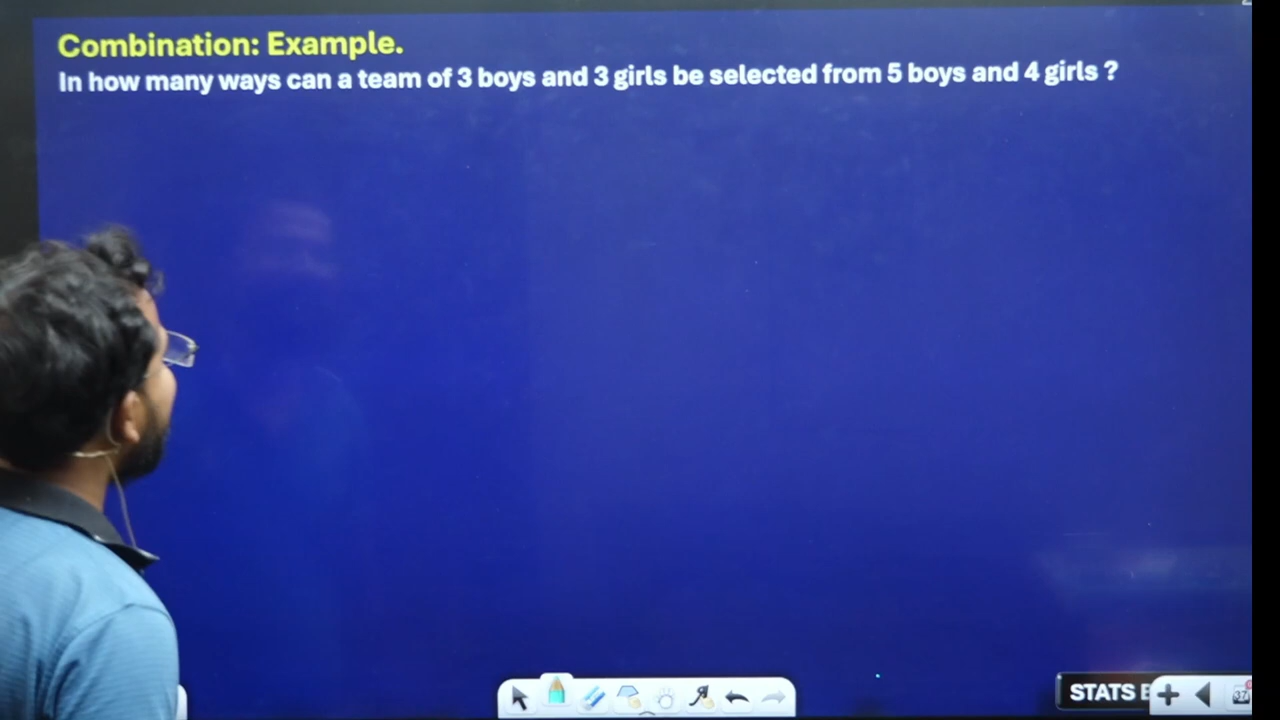 Combination: Example.
In how many ways can a team of 3 boys and 3 girls be selected from 5 boys and 4 girls ?
STATS
37